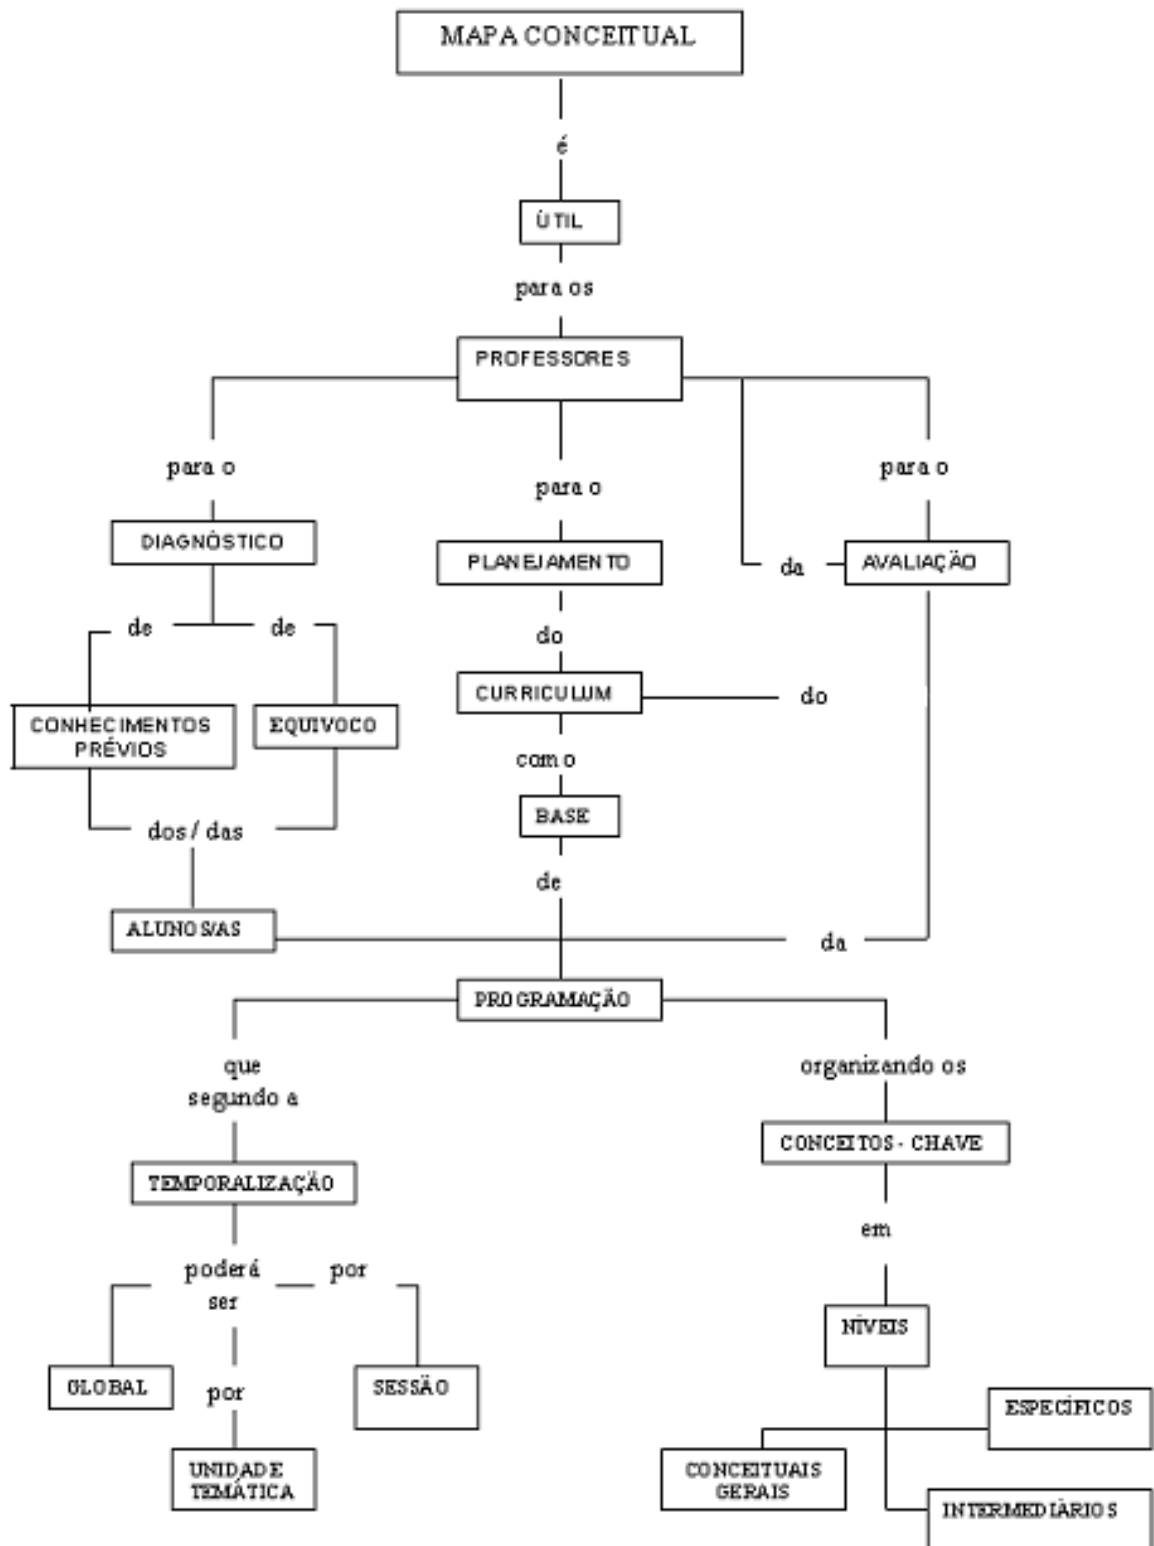 MAPA CONCEITUAL
é
ÚTIL
para os
PROFESSORES
para o
para o
para o
DIAGNÓSTICO
PLANEJAMENTO
da
AVALIAÇÃO
de
de
do
CURRICULUM
do
CONHECIMENTOS
PRÉVIOS
EQUIVOCO
como
BASE
dos / das
de
ALUNOS/AS
da
PROGRAMAÇÃO
que
segundo a
organizando os
CONCEITOS - CHAVE
TEMPORALIZAÇÃO
em
poderá
ser
por
NÍVEIS
GLOBAL
por
SESSÃO
ESPECÍFICOS
UNIDADE
TEMÁTICA
CONCEITUAIS
GERAIS
INTERMEDIÁRIOS